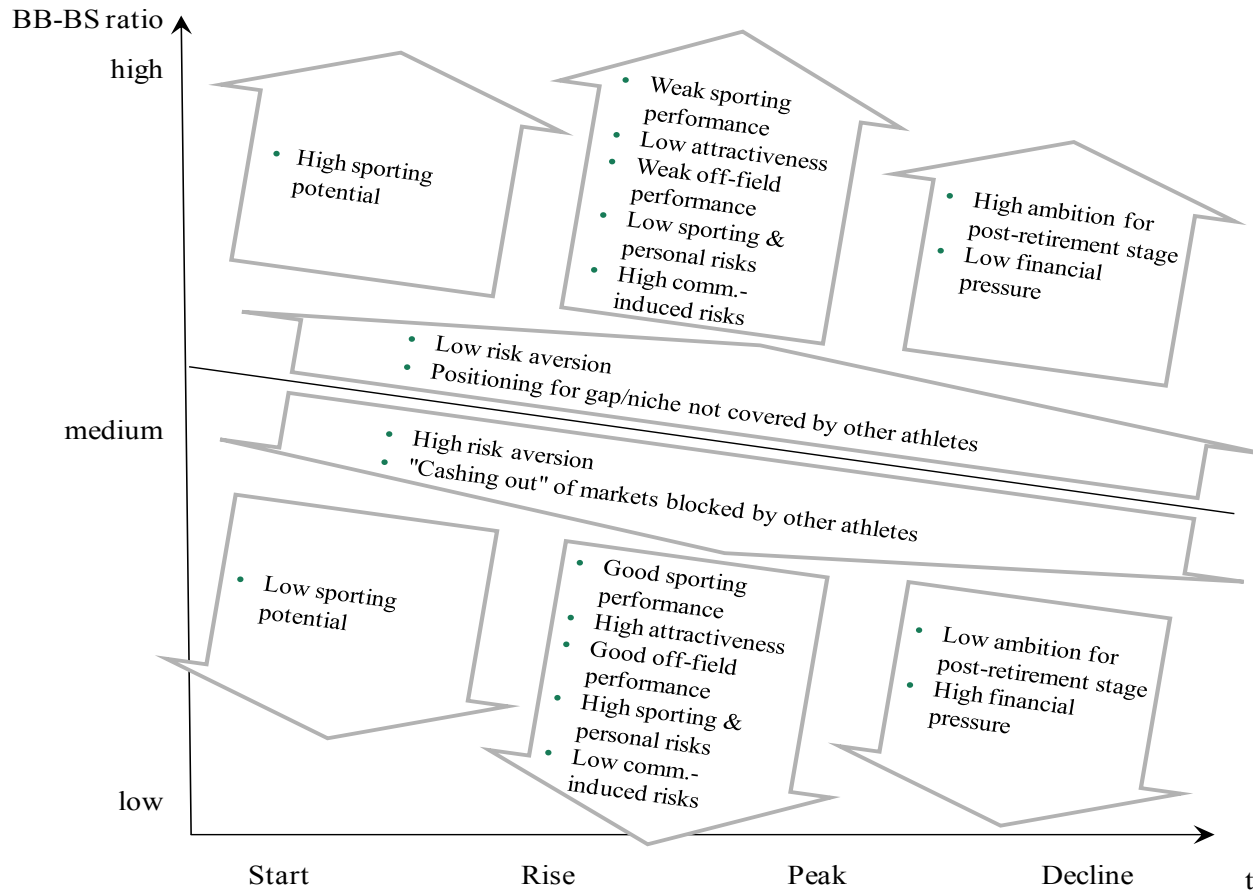 BB-BS ratio
high
• High sporting
potential
• Weak sporting
performance
• Low attractiveness
• Weak off-field
performance
• Low sporting &
personal risks
• High comm.-
induced risks
• High ambition for
post-retirement stage
• Low financial
pressure
• Low risk aversion
• Positioning for gap/niche not covered by other athletes
medium
• High risk aversion
• "Cashing out" of markets blocked by other athletes
• Low sporting
potential
• Good sporting
performance
• High attractiveness
• Good off-field
performance
• High sporting &
personal risks
• Low comm.-
induced risks
• Low ambition for
post-retirement stage
• High financial
pressure
low
Start Rise Peak Decline t